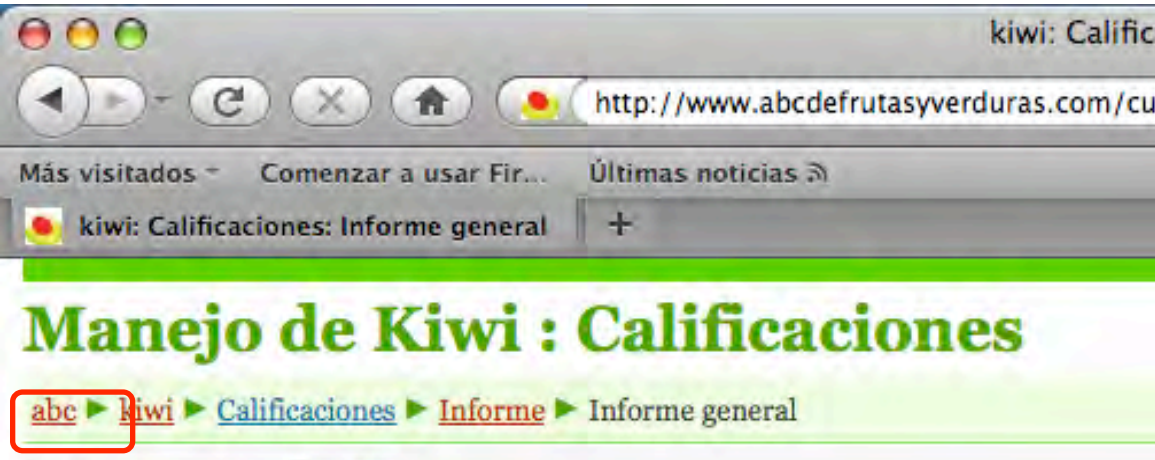 kiwi: Calific
http://www.abcdefrutasyverduras.com/cu
Más visitados Comenzar a usar Fir... Últimas noticias
kiwi: Calificaciones: Informe general +
Manejo de Kiwi : Calificaciones
abc ► kiwi ► Calificaciones ► Informe ► Informe general